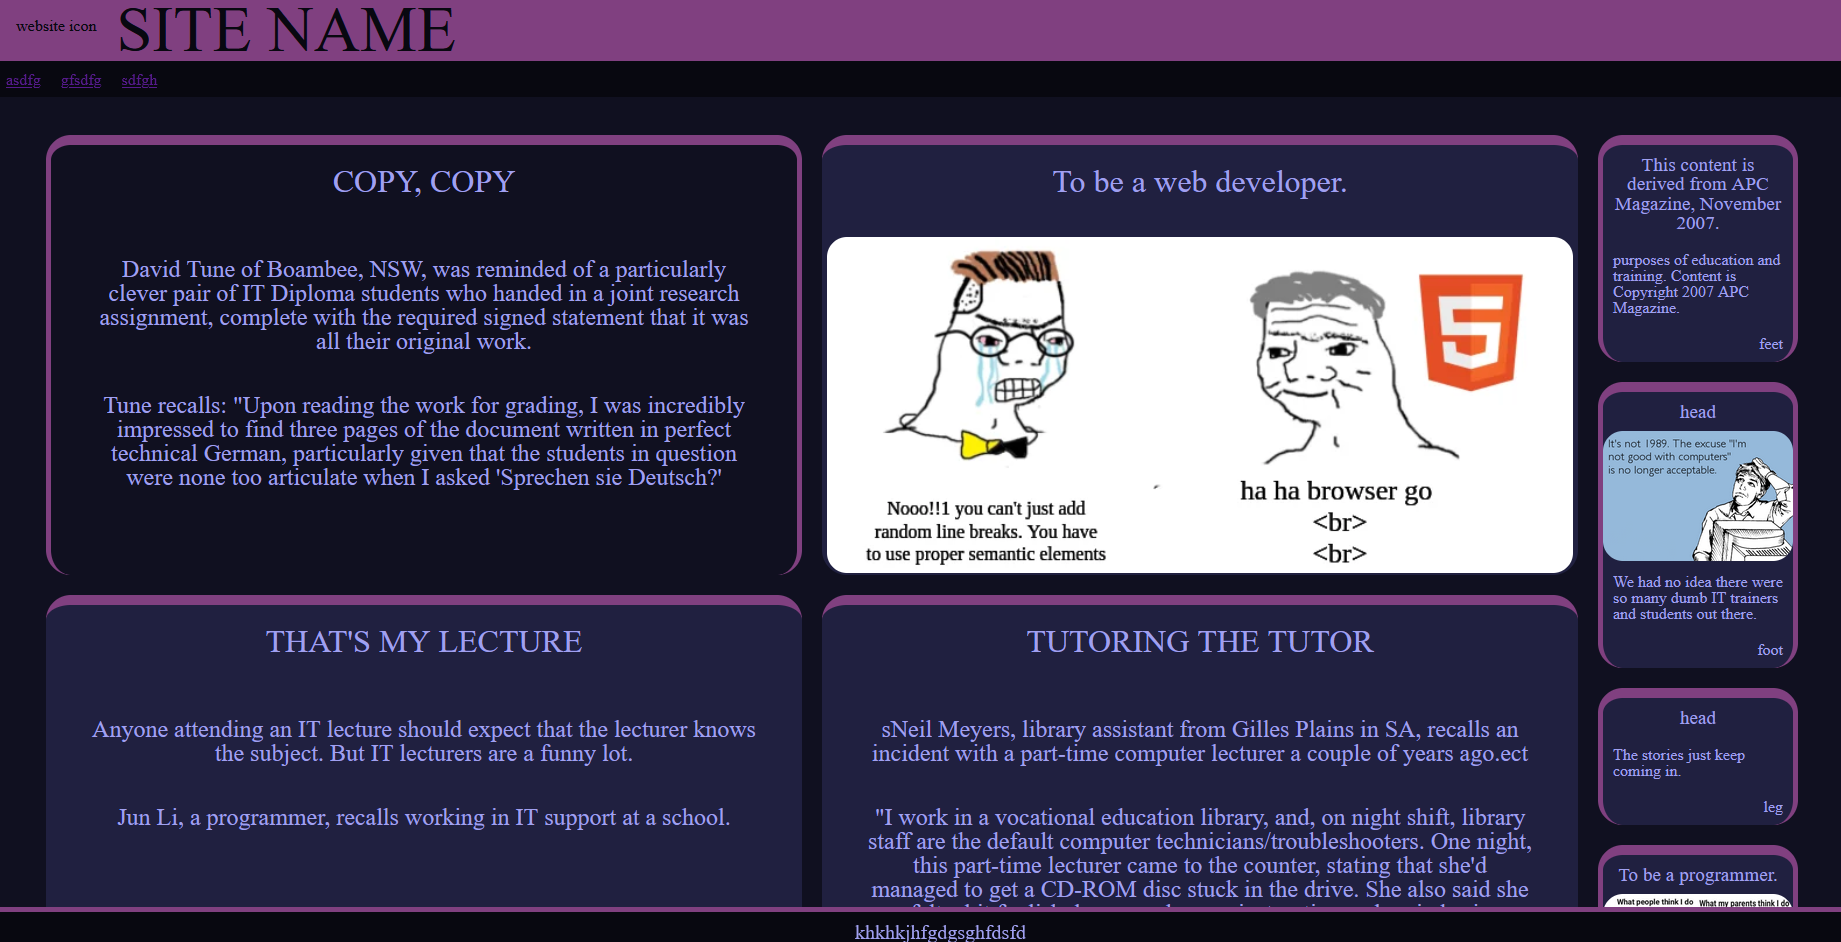 website icon
SITE NAME
asdfg gfsdfg sdfgh
COPY, COPY
David Tune of Boambee, NSW, was reminded of a particularly
clever pair of IT Diploma students who handed in a joint research
assignment, complete with the required signed statement that it was
all their original work.
Tune recalls: "Upon reading the work for grading, I was incredibly
impressed to find three pages of the document written in perfect
technical German, particularly given that the students in question
were none too articulate when I asked 'Sprechen sie Deutsch?'
To be a web developer.
5
Nooo!!1 you can't just add
random line breaks. You have
to use proper semantic elements
ha ha browser go
<br>
<br>
THAT'S MY LECTURE
Anyone attending an IT lecture should expect that the lecturer knows
the subject. But IT lecturers are a funny lot.
Jun Li, a programmer, recalls working in IT support at a school.
TUTORING THE TUTOR
sNeil Meyers, library assistant from Gilles Plains in SA, recalls an
incident with a part-time computer lecturer a couple of years ago.ect
"I work in a vocational education library, and, on night shift, library
staff are the default computer technicians/troubleshooters. One night,
this part-time lecturer came to the counter, stating that she'd
managed to get a CD-ROM disc stuck in the drive. She also said she
This content is
derived from APC
Magazine, November
2007.
purposes of education and
training. Content is
Copyright 2007 APC
Magazine.
feet
head
It's not 1989. The excuse "I'm
not good with computers"
is no longer acceptable.
We had no idea there were
so many dumb IT trainers
and students out there.
foot
head
The stories just keep
coming in.
leg
To be a programmer.
What people think I do What my parents think I do
khkhkjhfgdgsghfdsfd